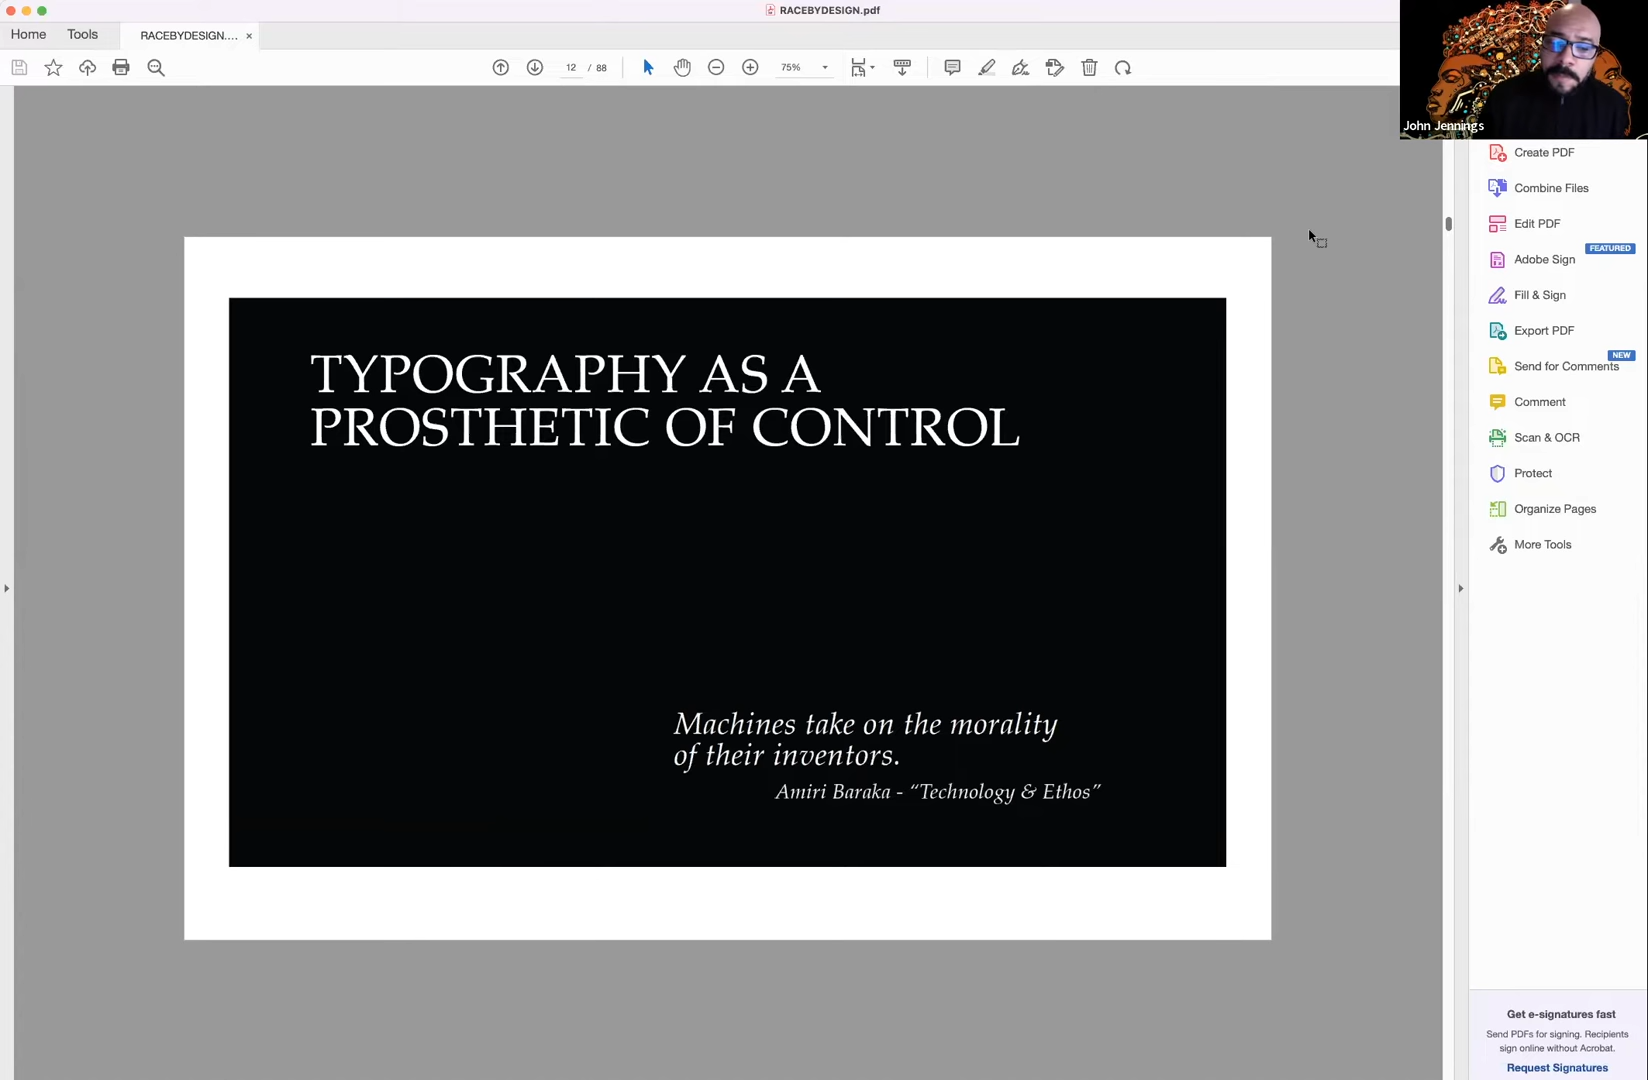 RACEBYDESIGN.pdf
Home
Tools
RACEBYDESIGN....
12 / 88
75%
John Jennings
Create PDF
Combine Files
Edit PDF
FEATURED
Adobe Sign
Fill & Sign
Export PDF
NEW
Send for Comments
Comment
Scan & OCR
Protect
Organize Pages
More Tools
TYPOGRAPHY AS A
PROSTHETIC OF CONTROL
Machines take on the morality
of their inventors.
Amiri Baraka - “Technology & Ethos”
Get e-signatures fast
Send PDFs for signing. Recipients
sign online without Acrobat.
Request Signatures